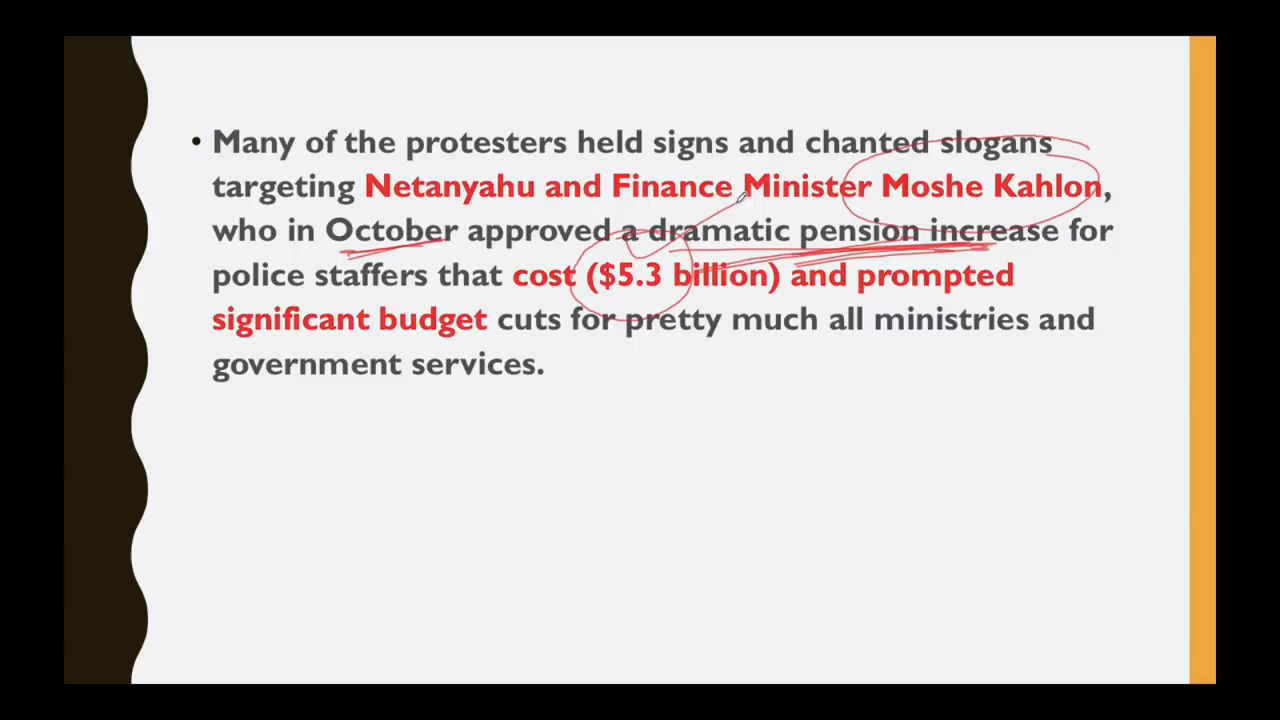 • Many of the protesters held signs and chanted slogans
targeting Netanyahu and Finance Minister Moshe Kahlon,
who in October approved a dramatic pension increase for
police staffers that cost ($5.3 billion) and prompted
significant budget cuts for pretty much all ministries and
government services.